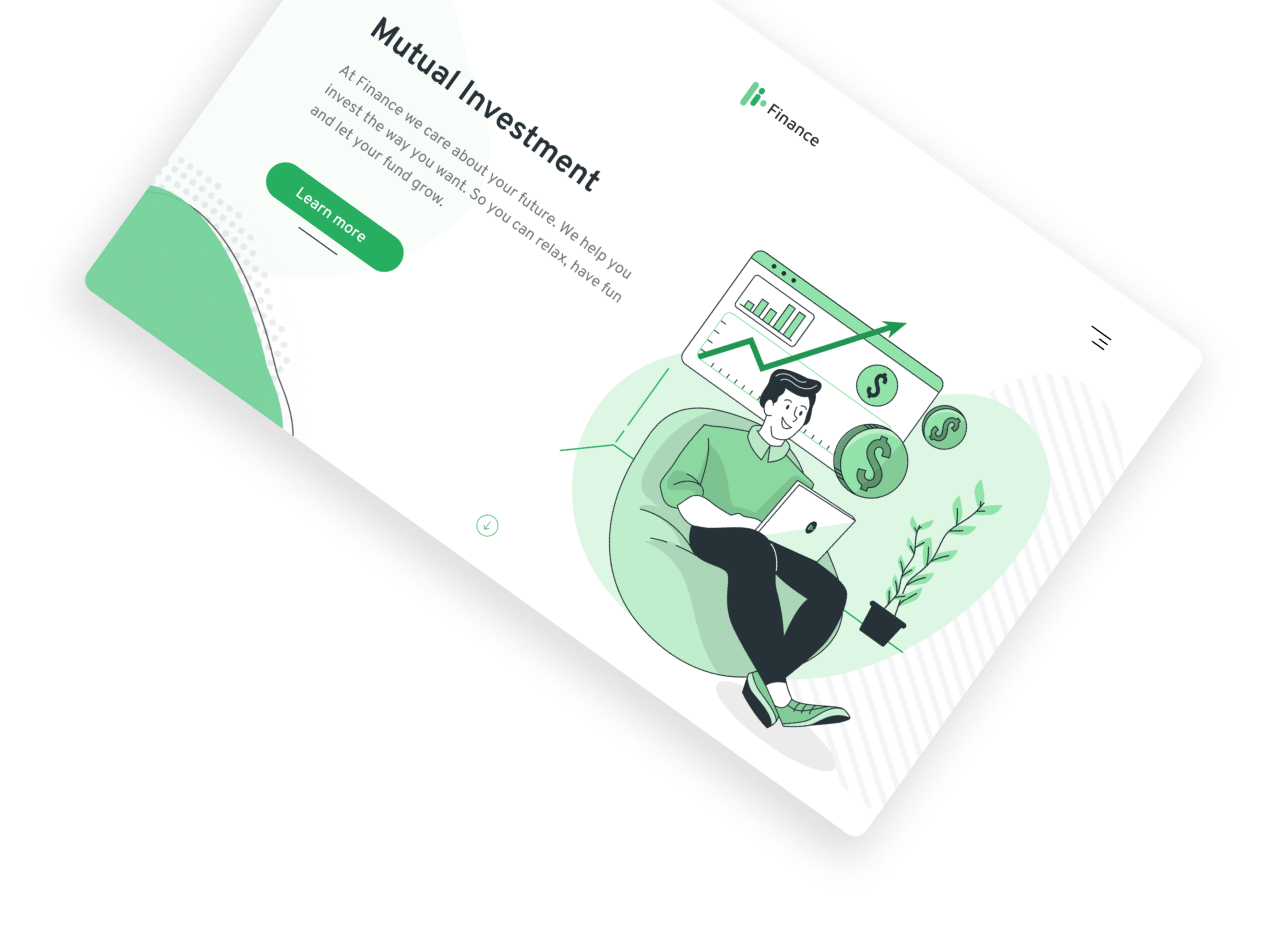 Finance
Mutual Investment
At Finance we care about your future. We help you
invest the way you want. So you can relax, have fun
and let your fund grow.
Learn more